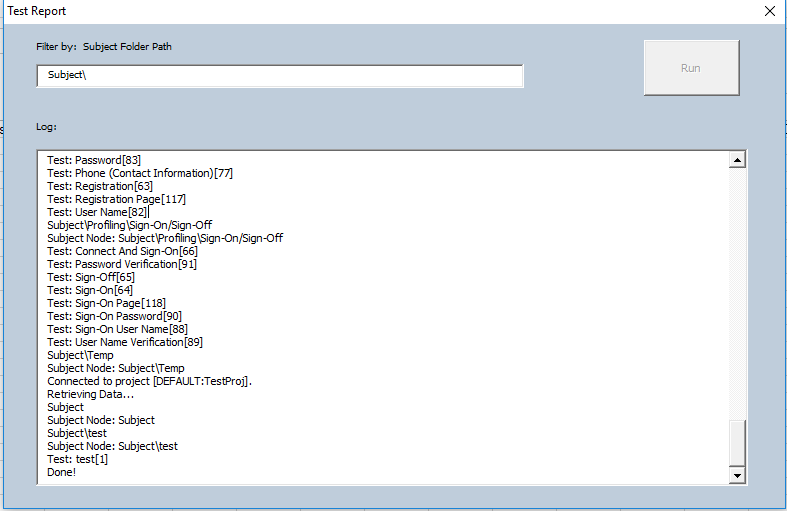 Test Report
Filter by:  Subject Folder Path
Subject\
Run
Log:
Test: Password[83]
Test: Phone (Contact Information)[77]
Test: Registration[63]
Test: Registration Page[117]
Test: User Name[82]
Subject\Profiling\Sign-On/Sign-Off
Subject Node: Subject\Profiling\Sign-On/Sign-Off
Test: Connect And Sign-On[66]
Test: Password Verification[91]
Test: Sign-Off[65]
Test: Sign-On[64]
Test: Sign-On Page[118]
Test: Sign-On Password[90]
Test: Sign-On User Name[88]
Test: User Name Verification[89]
Subject\Temp
Subject Node: Subject\Temp
Connected to project [DEFAULT:TestProj].
Retrieving Data...
Subject
Subject Node: Subject
Subject\test
Subject Node: Subject\test
Test: test[1]
Done!